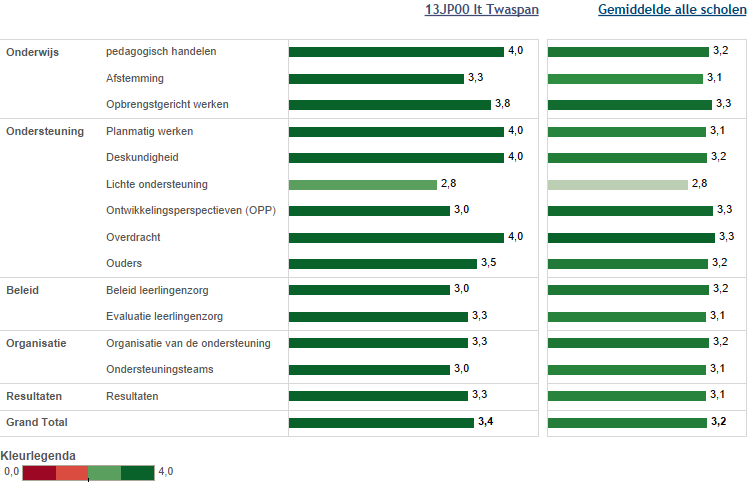 13JP00 It Twaspan Gemiddelde alle scholen
Onderwijs pedagogisch handelen 4,0 3,2
Afstemming 3,3 3,1
Opbrengstgericht werken 3,8 3,3
Ondersteuning Planmatig werken 4,0 3,1
Deskundigheid 4,0 3,2
Lichte ondersteuning 2,8 2,8
Ontwikkelingsperspectieven (OPP) 3,0 3,3
Overdracht 4,0 3,3
Ouders 3,5 3,2
Beleid Beleid leerlingenzorg 3,0 3,2
Evaluatie leerlingenzorg 3,3 3,1
Organisatie Organisatie van de ondersteuning 3,3 3,2
Ondersteuningsteams 3,0 3,1
Resultaten Resultaten 3,3 3,1
Grand Total 3,4 3,2
Kleurlegenda
0,0 4,0